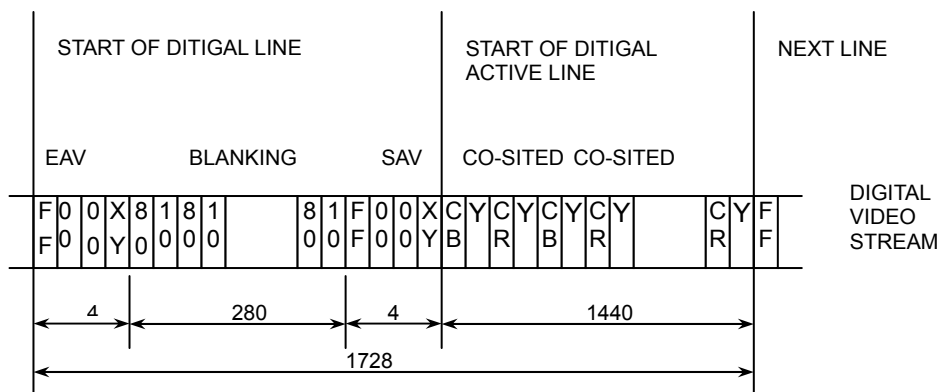 START OF DITIGAL LINE
START OF DITIGAL
ACTIVE LINE
NEXT LINE
EAV
BLANKING
SAV
CO-SITED CO-SITED
F 0 0 X 8 1 8 1 8 1 F 0 0 X C Y C Y C Y C Y C Y F
F 0 0 Y 0 0 0 0 0 0 F 0 0 Y B R B R R F
DIGITAL
VIDEO
STREAM
4
280
4
1440
1728